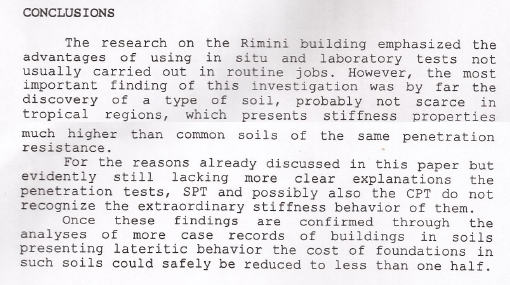 CONCLUSIONS
The research on the Rimini building emphasized the
advantages of using in situ and laboratory tests not
usually carried out in routine jobs. However, the most
important finding of this investigation was by far the
discovery of a type of soil, probably not scarce in
tropical regions, which presents stiffness properties
much higher than common soils of the same penetration
resistance.
For the reasons already discussed in this paper but
evidently still lacking more clear explanations the
penetration tests, SPT and possibly also the CPT do not
recognize the extraordinary stiffness behavior of them.
Once these findings are confirmed through the
analyses of more case records of buildings in soils
presenting lateritic behavior the cost of foundations in
such soils could safely be reduced to less than one half.